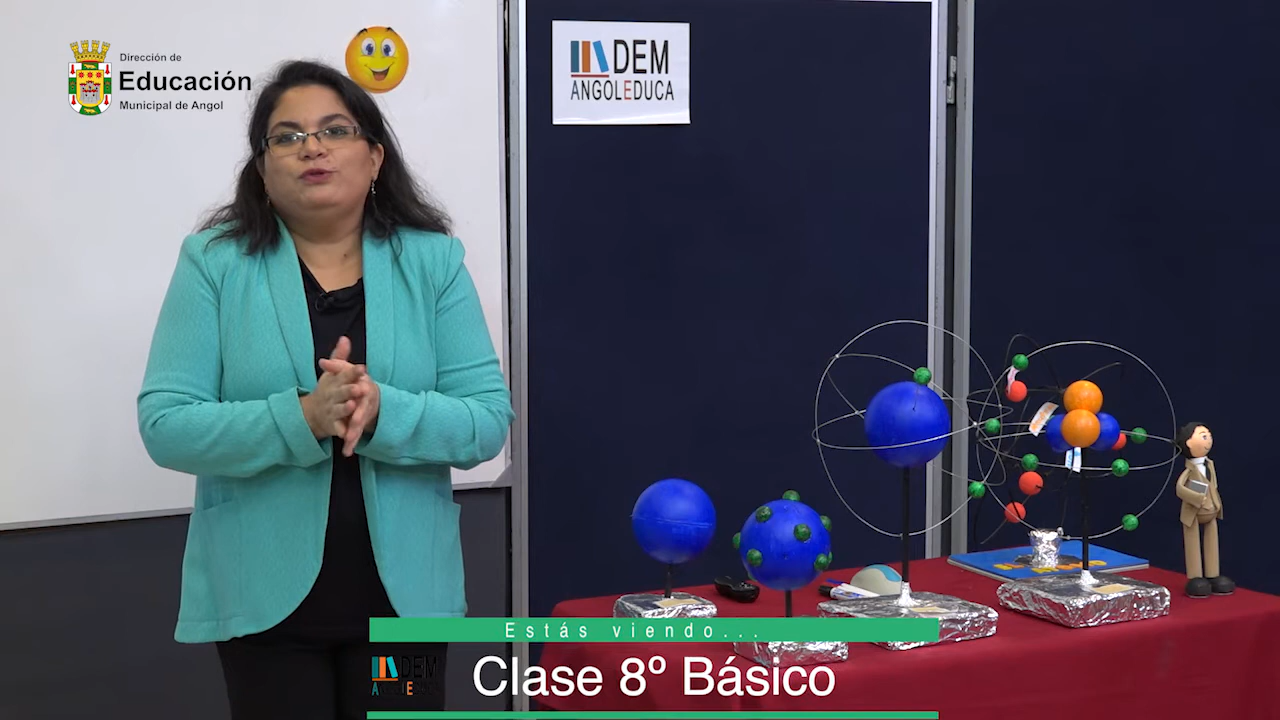 Dirección de
Educación
Municipal de Angol
DEM
ANGOLEDUCA
Estás viendo...
DEM
Clase 8º Básico